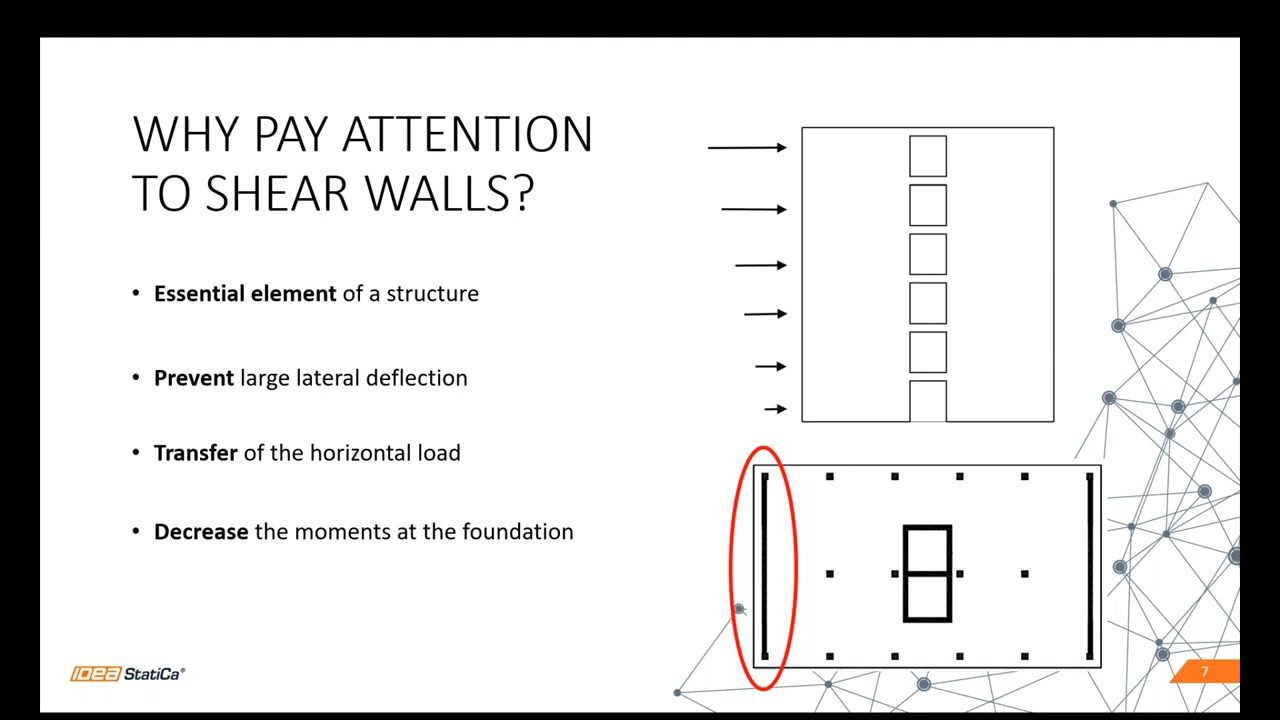 WHY PAY ATTENTION
TO SHEAR WALLS?
• Essential element of a structure
• Prevent large lateral deflection
• Transfer of the horizontal load
• Decrease the moments at the foundation
IDEA StatiCa®
7